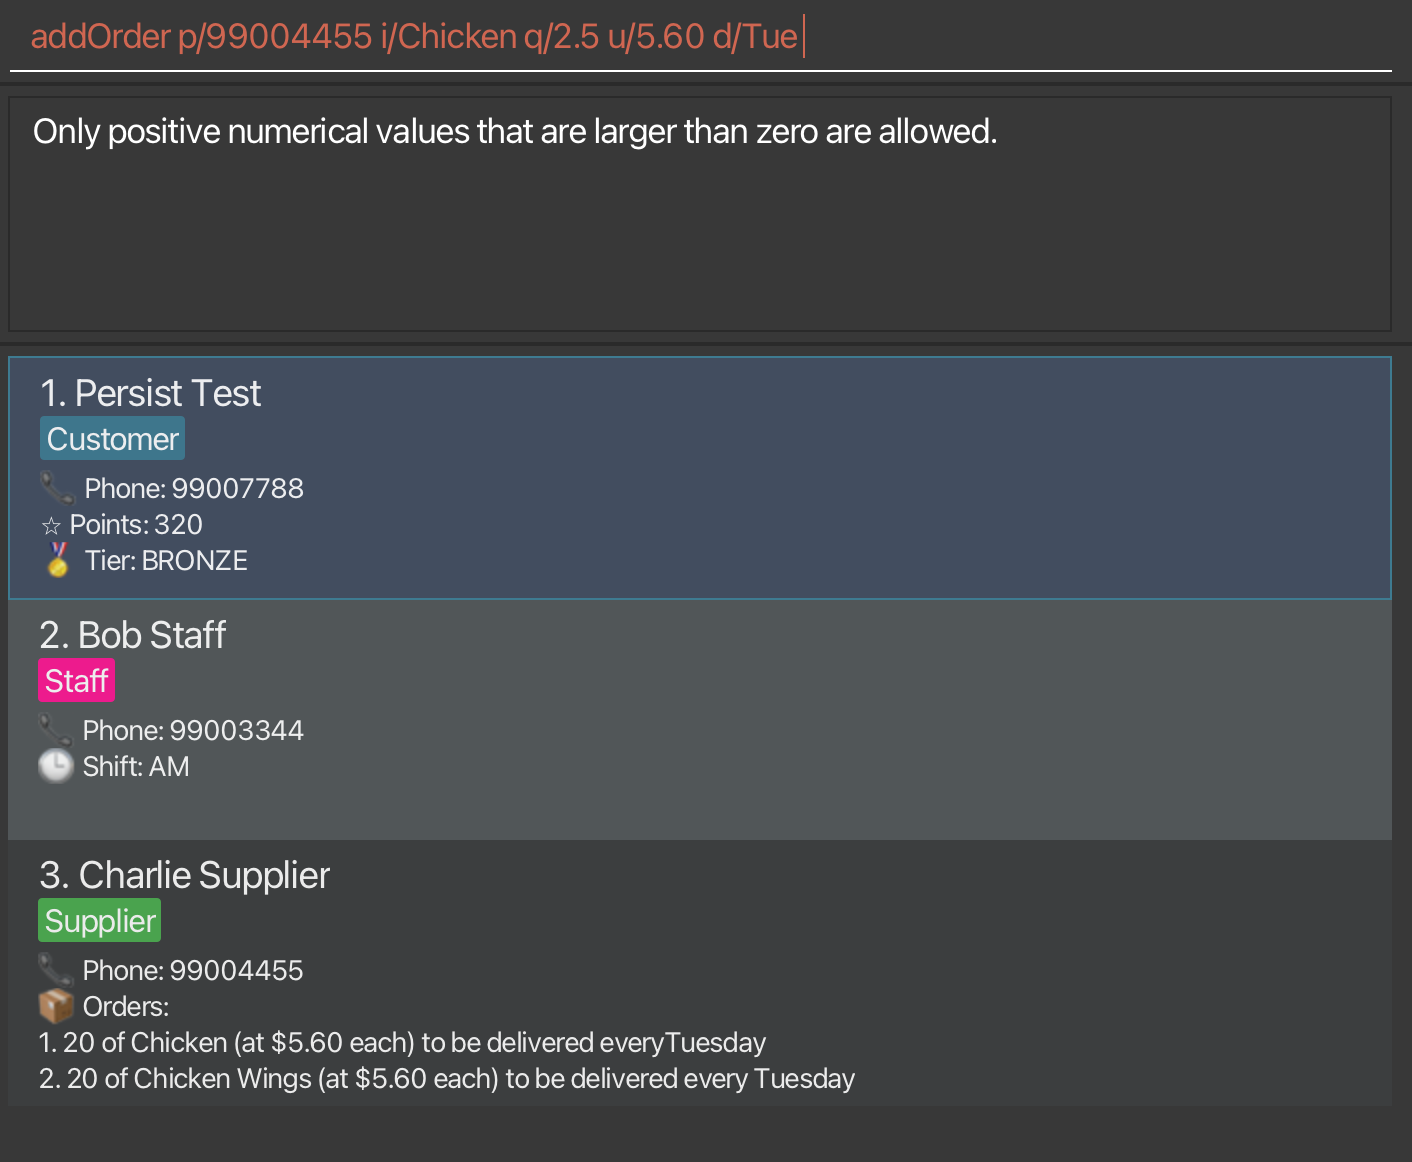 addOrder p/99004455 i/Chicken q/2.5 u/5.60 d/Tue
Only positive numerical values that are larger than zero are allowed.
1. Persist Test
Customer
Phone: 99007788
☆ Points: 320
Tier: BRONZE
2. Bob Staff
Staff
Phone: 99003344
Shift: AM
3. Charlie Supplier
Supplier
Phone: 99004455
Orders:
1. 20 of Chicken (at $5.60 each) to be delivered everyTuesday
2. 20 of Chicken Wings (at $5.60 each) to be delivered every Tuesday